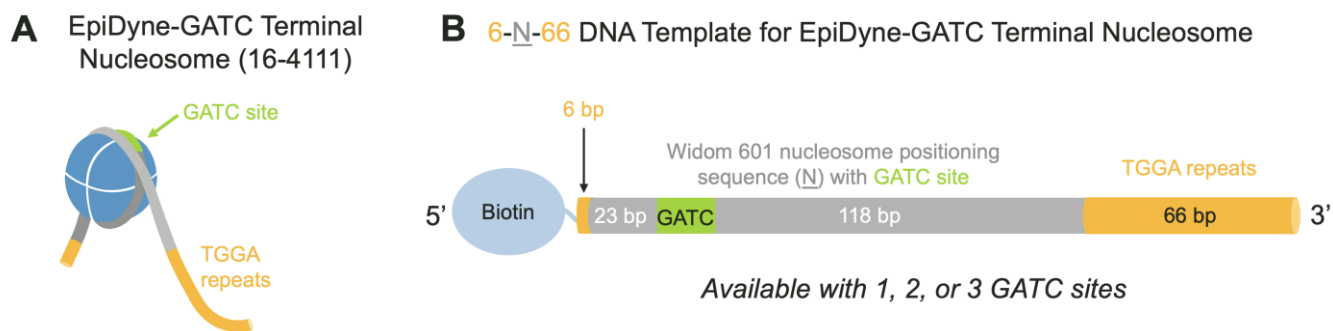 A EpiDyne-GATC Terminal
Nucleosome (16-4111)
GATC site
TGGA
repeats
B 6-N-66 DNA Template for EpiDyne-GATC Terminal Nucleosome
6 bp
Widom 601 nucleosome positioning
sequence (N) with GATC site
TGGA repeats
5’ Biotin 23 bp GATC 118 bp 66 bp 3’
Available with 1, 2, or 3 GATC sites